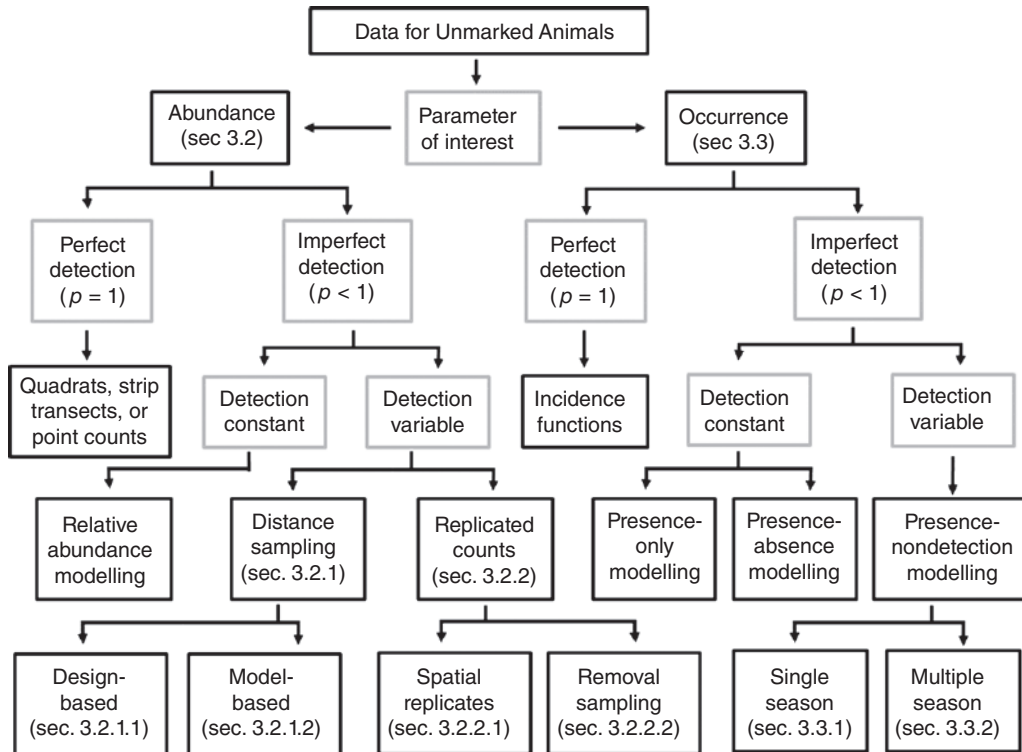 Data for Unmarked Animals
Abundance
(sec 3.2)
Parameter
of interest
Occurrence
(sec 3.3)
Perfect
detection
(p = 1)
Imperfect
detection
(p < 1)
Perfect
detection
(p = 1)
Imperfect
detection
(p < 1)
Quadrats, strip
transects, or
point counts
Detection
constant
Detection
variable
Incidence
functions
Detection
constant
Detection
variable
Relative
abundance
modelling
Distance
sampling
(sec. 3.2.1)
Replicated
counts
(sec. 3.2.2)
Presence-
only
modelling
Presence-
absence
modelling
Presence-
nondetection
modelling
Design-
based
(sec. 3.2.1.1)
Model-
based
(sec. 3.2.1.2)
Spatial
replicates
(sec. 3.2.2.1)
Removal
sampling
(sec. 3.2.2.2)
Single
season
(sec. 3.3.1)
Multiple
season
(sec. 3.3.2)